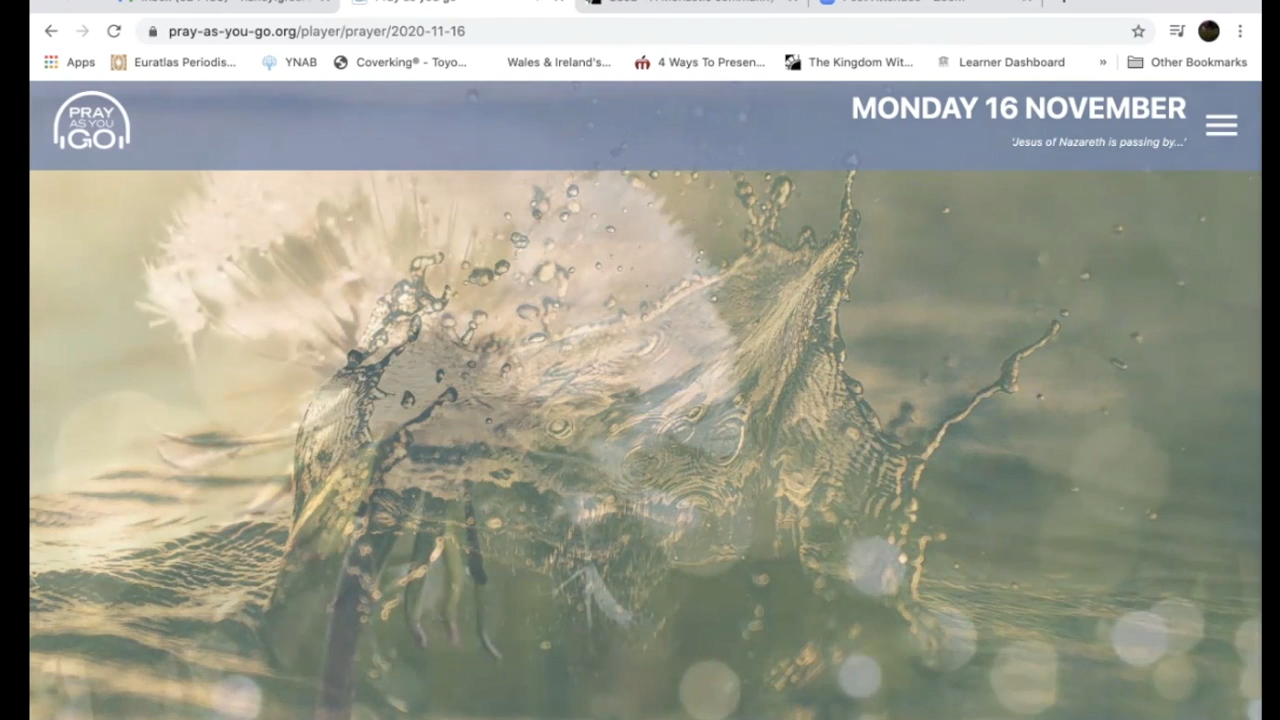 pray-as-you-go.org/player/prayer/2020-11-16
Apps Euratlas Periodis... YNAB Coverking® - Toyo... Wales & Ireland's... 4 Ways To Presen... The Kingdom Wit... Learner Dashboard » Other Bookmarks
PRAY
AS YOU
GO
MONDAY 16 NOVEMBER
'Jesus of Nazareth is passing by...'